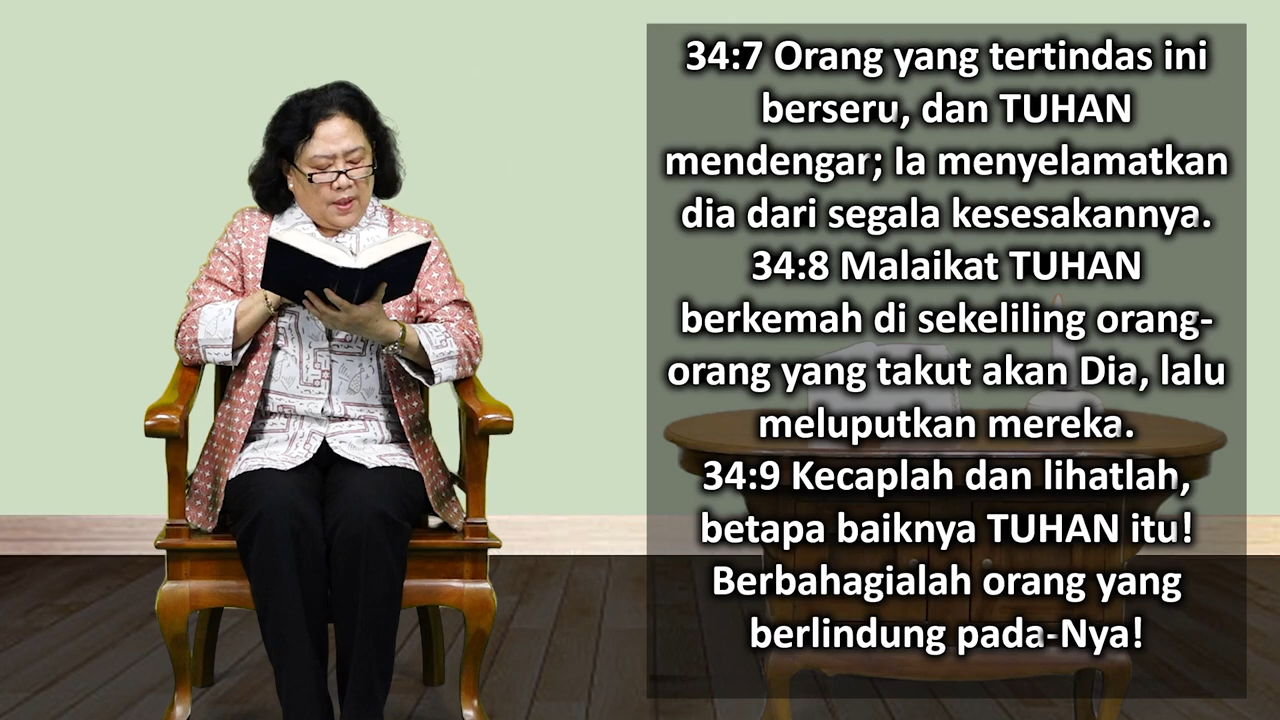 34:7 Orang yang tertindas ini
berseru, dan TUHAN
mendengar; Ia menyelamatkan
dia dari segala kesesakannya.
34:8 Malaikat TUHAN
berkemah di sekeliling orang-
orang yang takut akan Dia, lalu
meluputkan mereka.
34:9 Kecaplah dan lihatlah,
betapa baiknya TUHAN itu!
Berbahagialah orang yang
berlindung pada-Nya!